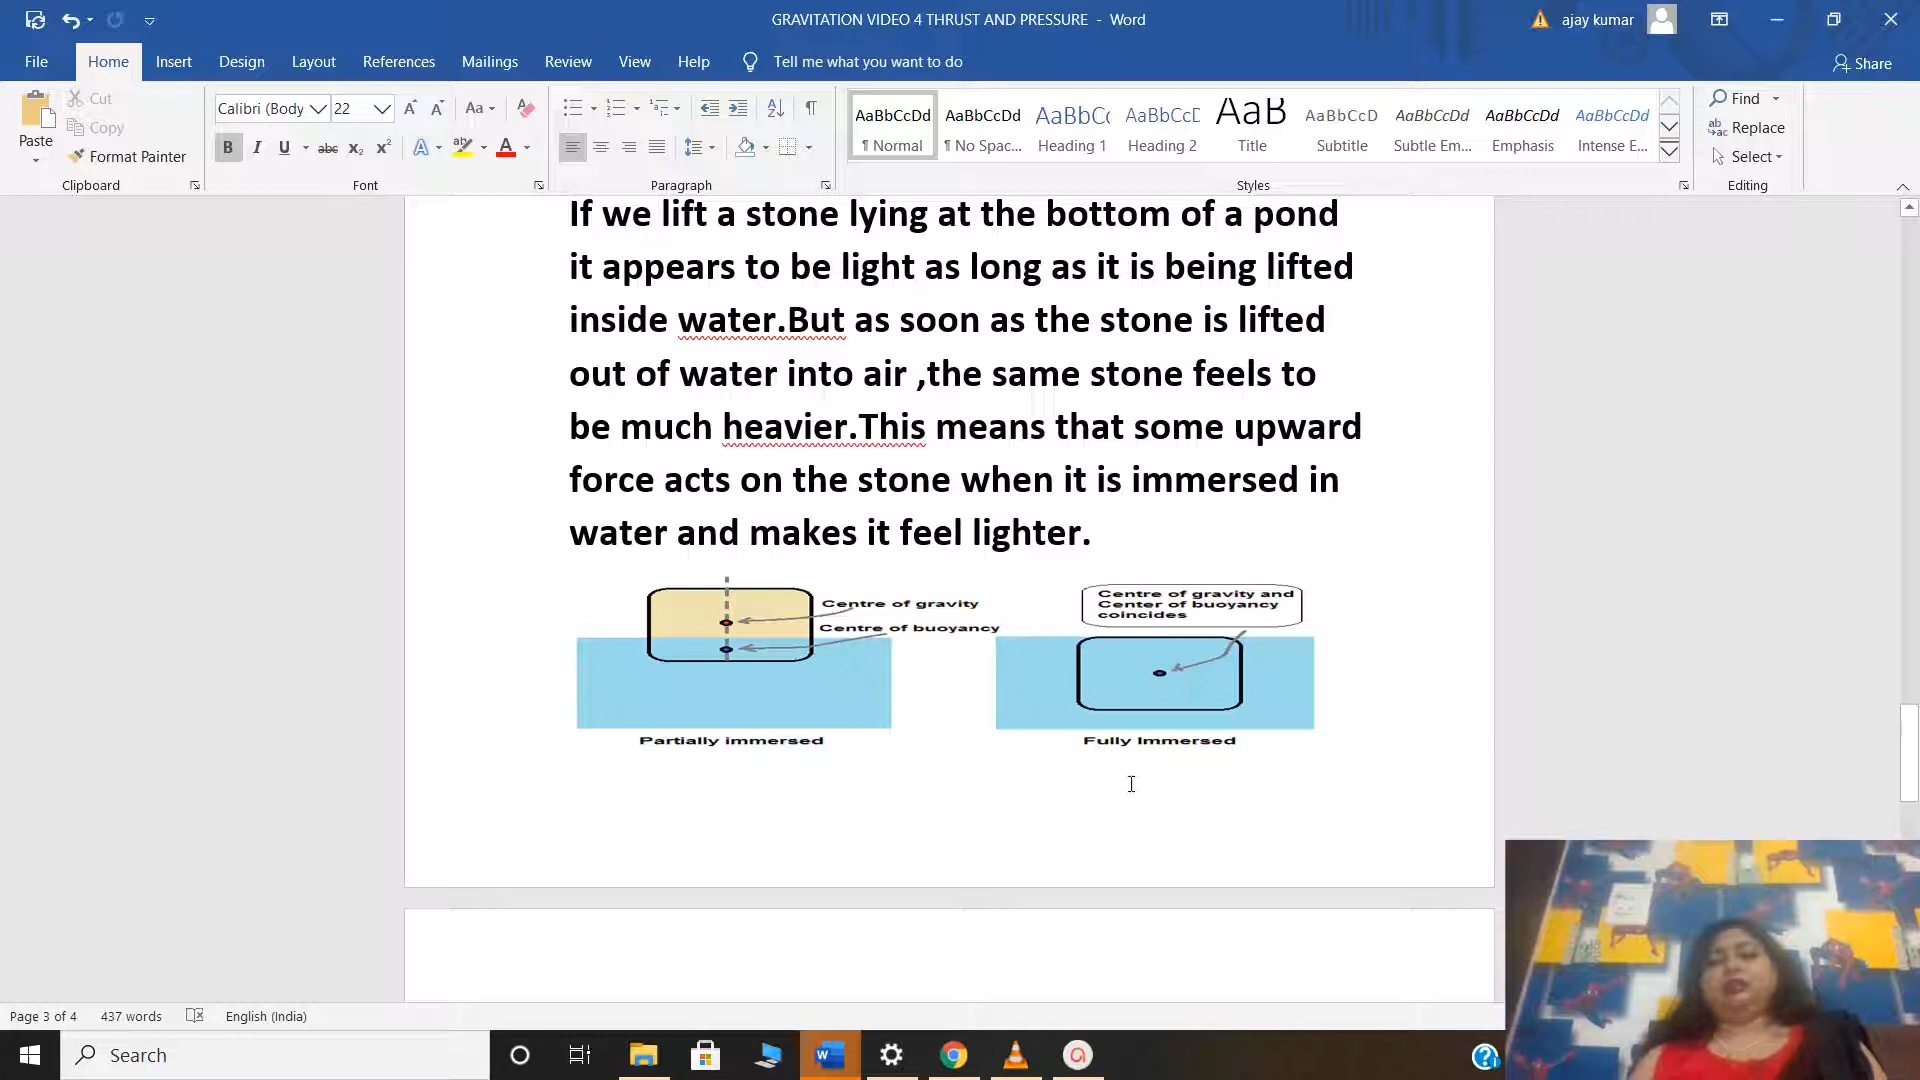 GRAVITATION VIDEO 4 THRUST AND PRESSURE - Word
ajay kumar
File Home Insert Design Layout References Mailings Review View Help Tell me what you want to do
Share
Paste
Cut
Copy
Format Painter
Clipboard
Calibri (Body 22
Aa
B I U abc x₂ x² A A
Font
Paragraph
AaBbCcDd AaBbCcDd AaBbCc AaBbCcD AaB AaBbCcD AaBbCcDd AaBbCcDd AaBbCcDd
¶ Normal ¶ No Spac... Heading 1 Heading 2 Title Subtitle Subtle Em... Emphasis Intense E...
Styles
Find
Replace
Select
Editing
If we lift a stone lying at the bottom of a pond
it appears to be light as long as it is being lifted
inside water.But as soon as the stone is lifted
out of water into air ,the same stone feels to
be much heavier.This means that some upward
force acts on the stone when it is immersed in
water and makes it feel lighter.
Centre of gravity
Centre of buoyancy
Partially immersed
Centre of gravity and
Center of buoyancy
coincides
Fully Immersed
Page 3 of 4 437 words English (India)
Search